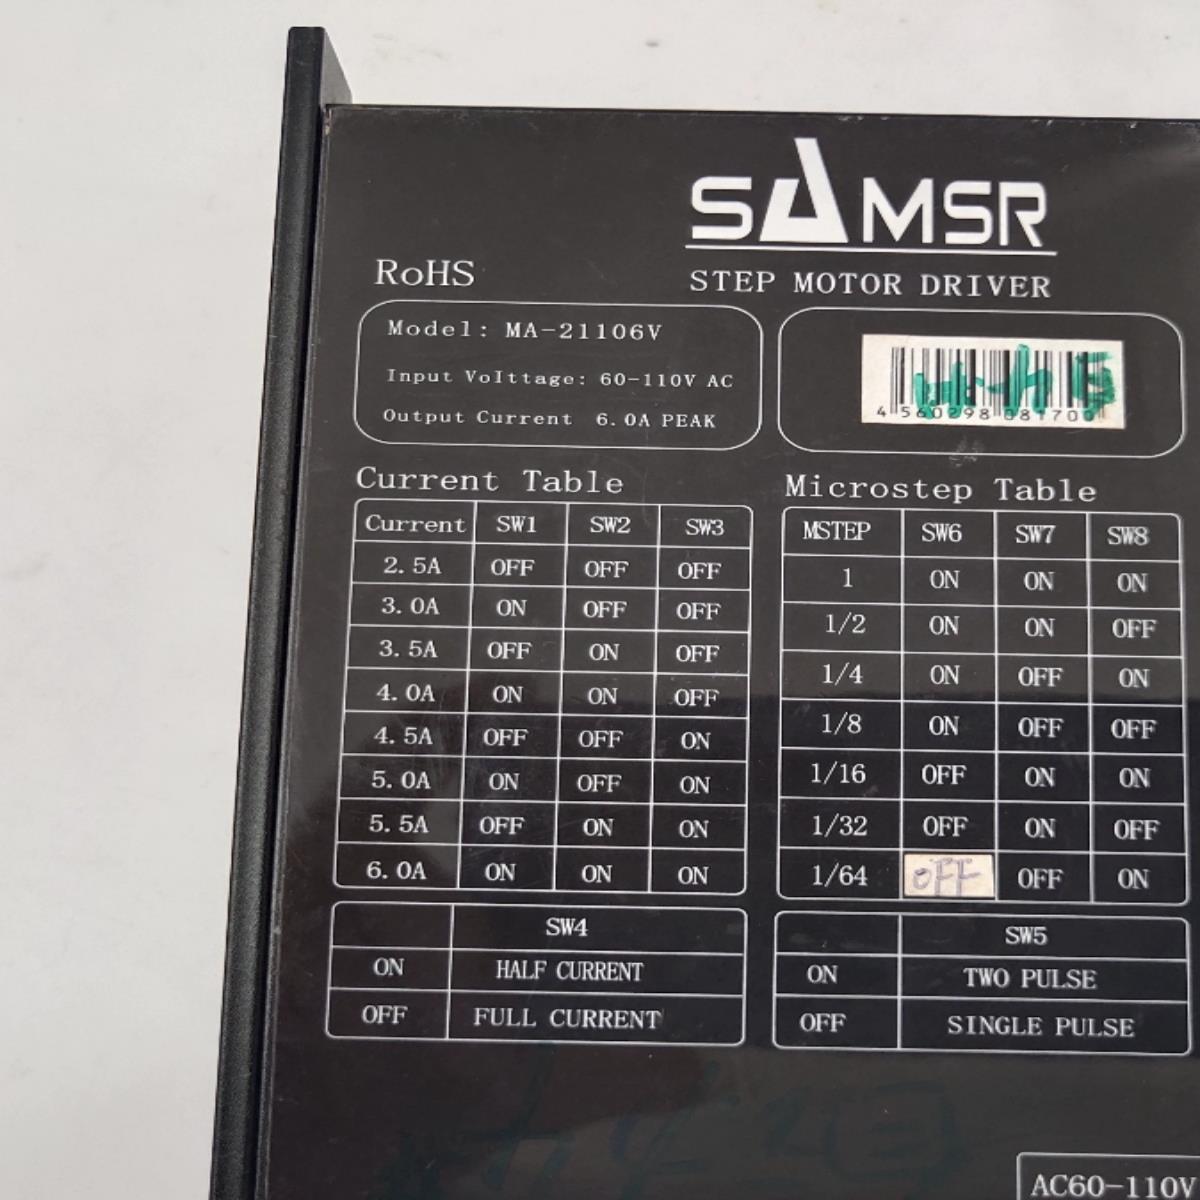 SAMSR
RoHS
STEP MOTOR DRIVER
Model: MA-21106V
Input Volttage: 60-110V AC
Output Current 6.0A PEAK
Current Table
Current SW1 SW2 SW3
2.5A OFF OFF OFF
3.0A ON OFF OFF
3.5A OFF ON OFF
4.0A ON ON OFF
4.5A OFF OFF ON
5.0A ON OFF ON
5.5A OFF ON ON
6.0A ON ON ON
SW4
ON HALF CURRENT
OFF FULL CURRENT
Microstep Table
MSTEP SW6 SW7 SW8
1 ON ON ON
1/2 ON ON OFF
1/4 ON OFF ON
1/8 ON OFF OFF
1/16 OFF ON ON
1/32 OFF ON OFF
1/64 OFF OFF ON
SW5
ON TWO PULSE
OFF SINGLE PULSE
AC60-110V